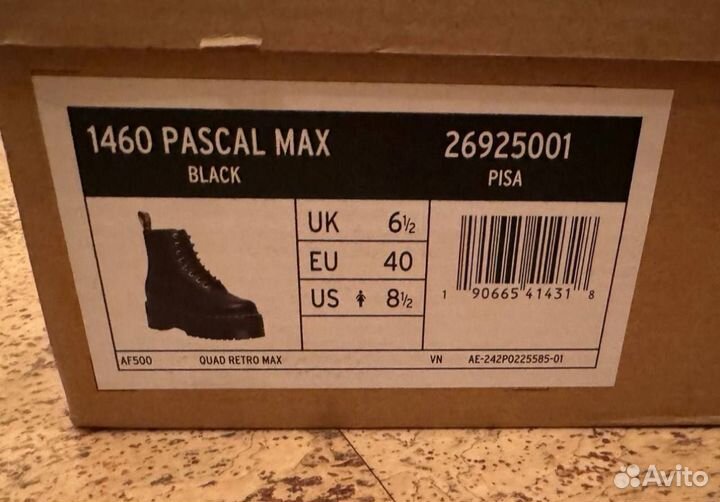 1460 PASCAL MAX 26925001
BLACK PISA
UK 6½
EU 40
US 8½
1 90665 41431 8
AF500 QUAD RETRO MAX VN AE-242P0225585-01
Avito